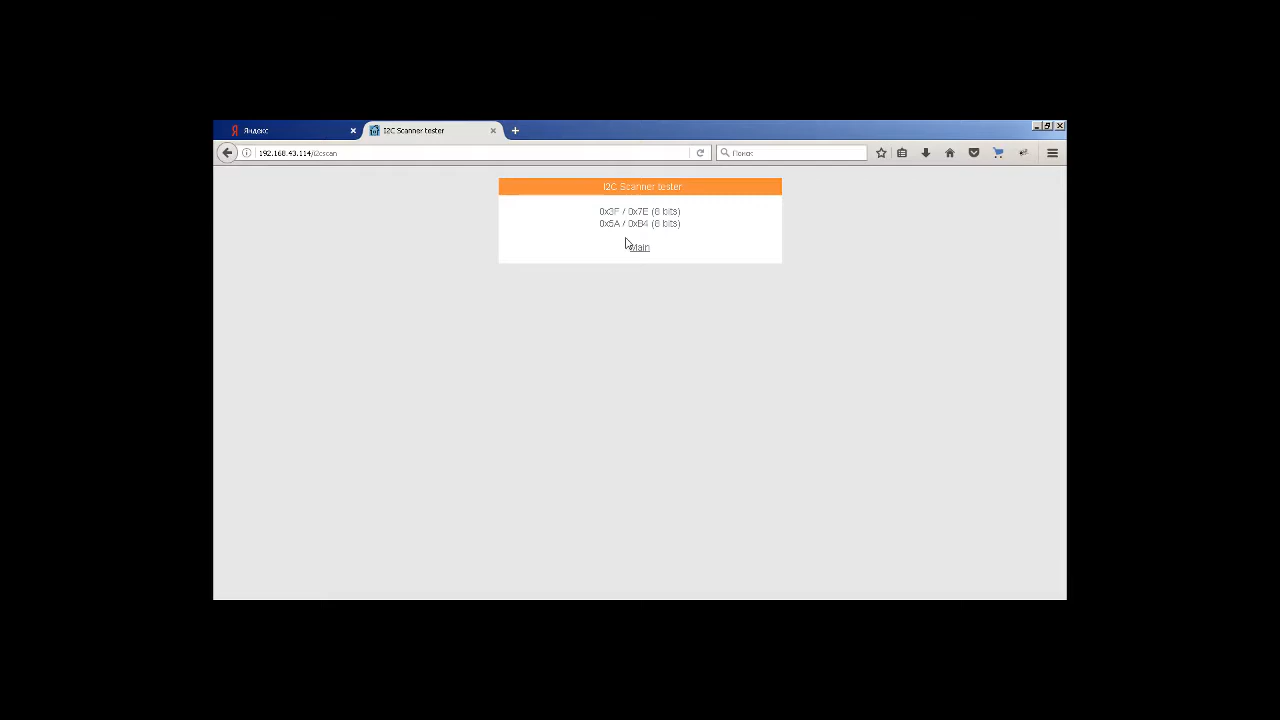 Яндекс
I2C Scanner tester
192.168.43.114/i2cscan
Поиск
I2C Scanner tester
0x3F / 0x7E (8 bits)
0x5A / 0xB4 (8 bits)
Main